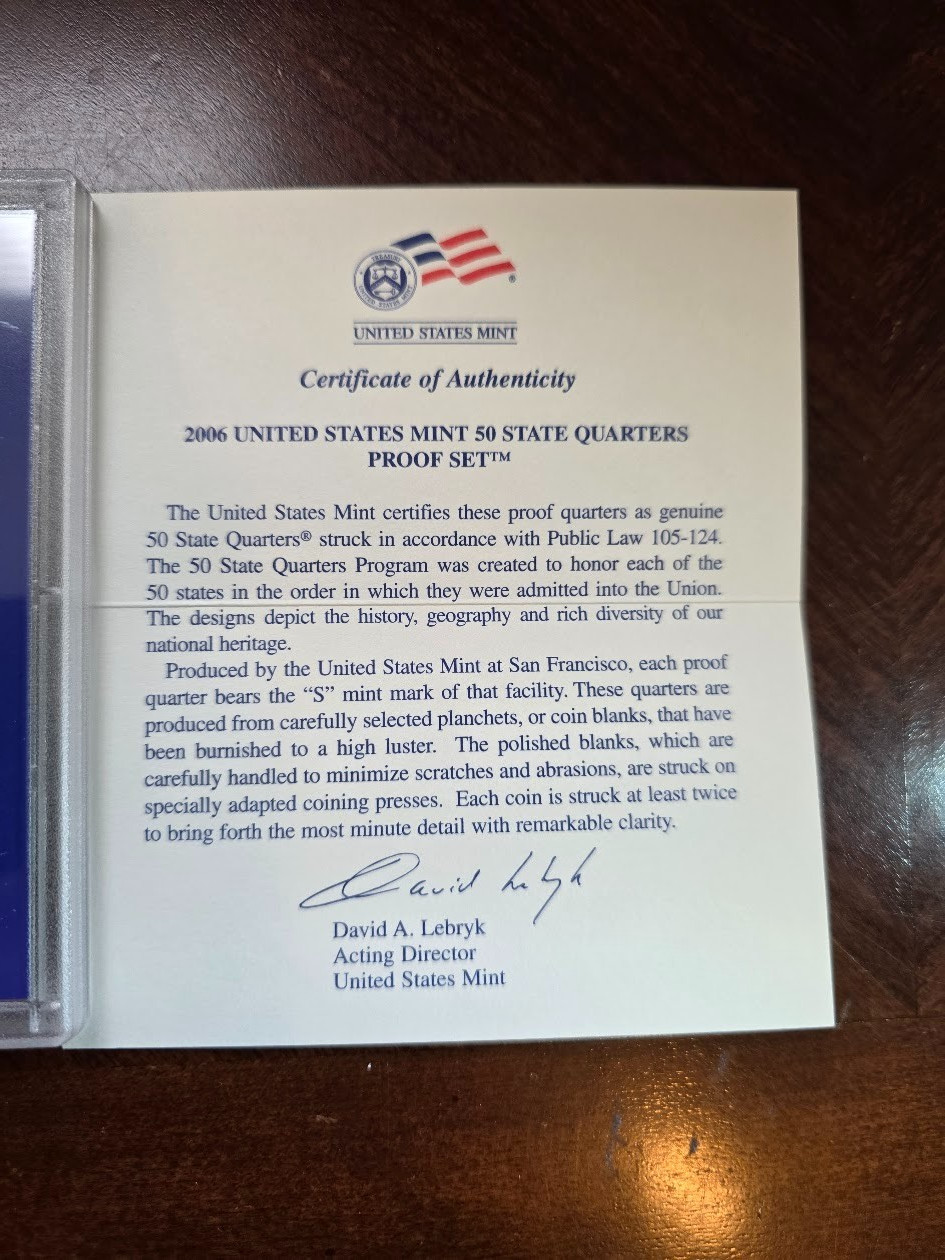 TREASURY
UNITED STATES MINT
®
UNITED STATES MINT
Certificate of Authenticity
2006 UNITED STATES MINT 50 STATE QUARTERS
PROOF SET™
The United States Mint certifies these proof quarters as genuine
50 State Quarters® struck in accordance with Public Law 105-124.
The 50 State Quarters Program was created to honor each of the
50 states in the order in which they were admitted into the Union.
The designs depict the history, geography and rich diversity of our
national heritage.
Produced by the United States Mint at San Francisco, each proof
quarter bears the “S” mint mark of that facility. These quarters are
produced from carefully selected planchets, or coin blanks, that have
been burnished to a high luster. The polished blanks, which are
carefully handled to minimize scratches and abrasions, are struck on
specially adapted coining presses. Each coin is struck at least twice
to bring forth the most minute detail with remarkable clarity.
David Lebryk
David A. Lebryk
Acting Director
United States Mint